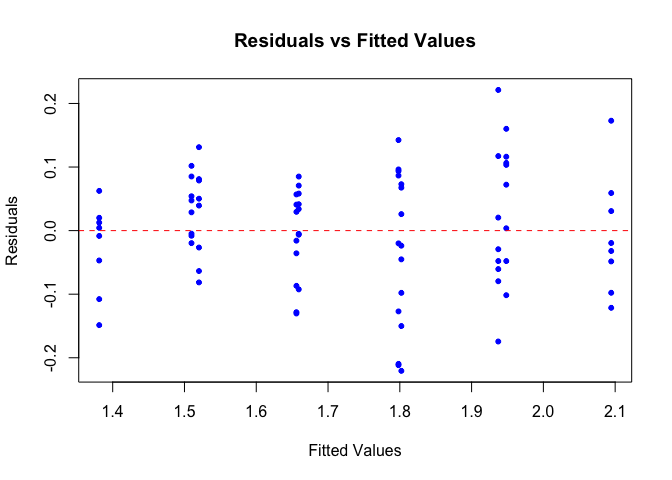 Residuals vs Fitted Values
0.2
0.1
0.0
-0.1
-0.2
Residuals
1.4 1.5 1.6 1.7 1.8 1.9 2.0 2.1
Fitted Values